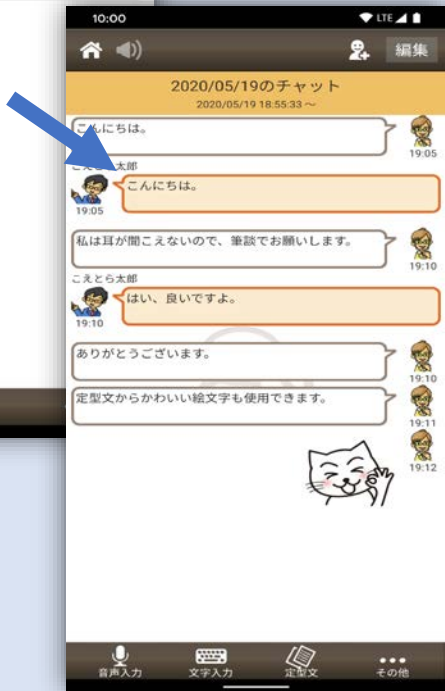 10:00 LTE
編集
2020/05/19のチャット
2020/05/19 18:55:33 ～
こんにちは。
19:05
こえとら太郎
こんにちは。
19:05
私は耳が聞こえないので、筆談でお願いします。
19:10
こえとら太郎
はい、良いですよ。
19:10
ありがとうございます。
19:10
定型文からかわいい絵文字も使用できます。
19:11
19:12
音声入力 文字入力 定型文 その他